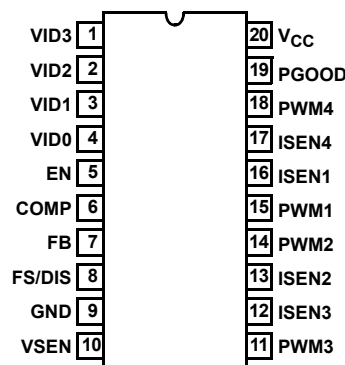 VID3 1 20 VCC
VID2 2 19 PGOOD
VID1 3 18 PWM4
VID0 4 17 ISEN4
EN 5 16 ISEN1
COMP 6 15 PWM1
FB 7 14 PWM2
FS/DIS 8 13 ISEN2
GND 9 12 ISEN3
VSEN 10 11 PWM3